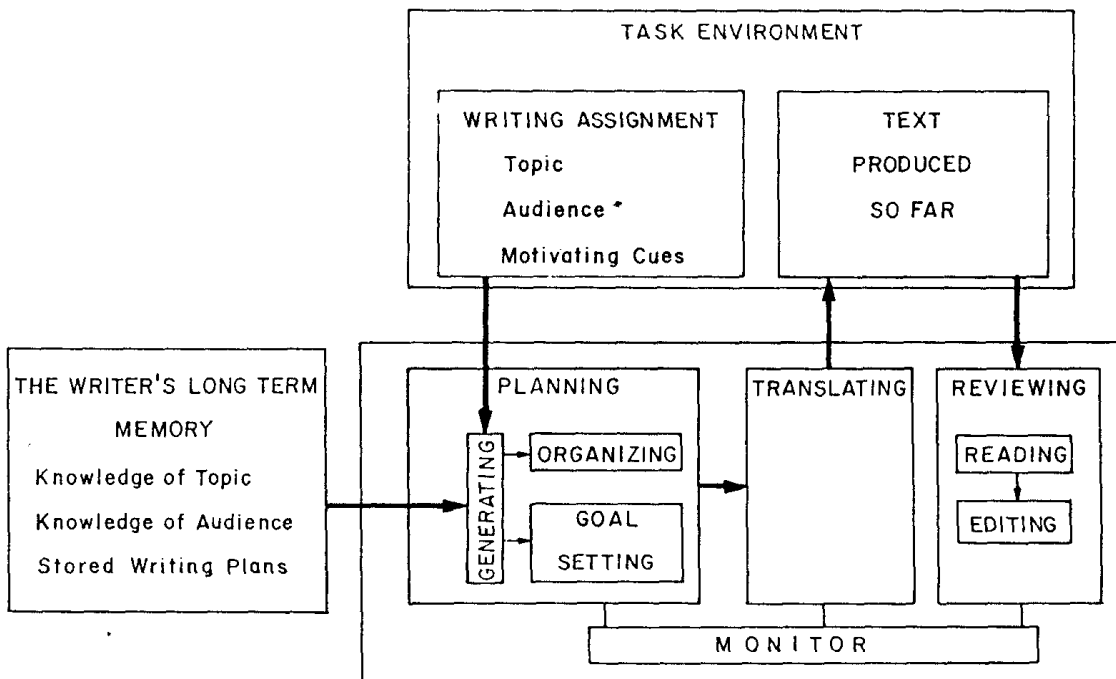 TASK ENVIRONMENT
WRITING ASSIGNMENT
Topic
Audience
Motivating Cues
TEXT
PRODUCED
SO FAR
THE WRITER'S LONG TERM
MEMORY
Knowledge of Topic
Knowledge of Audience
Stored Writing Plans
PLANNING
GENERATING
ORGANIZING
GOAL
SETTING
TRANSLATING
REVIEWING
READING
EDITING
MONITOR